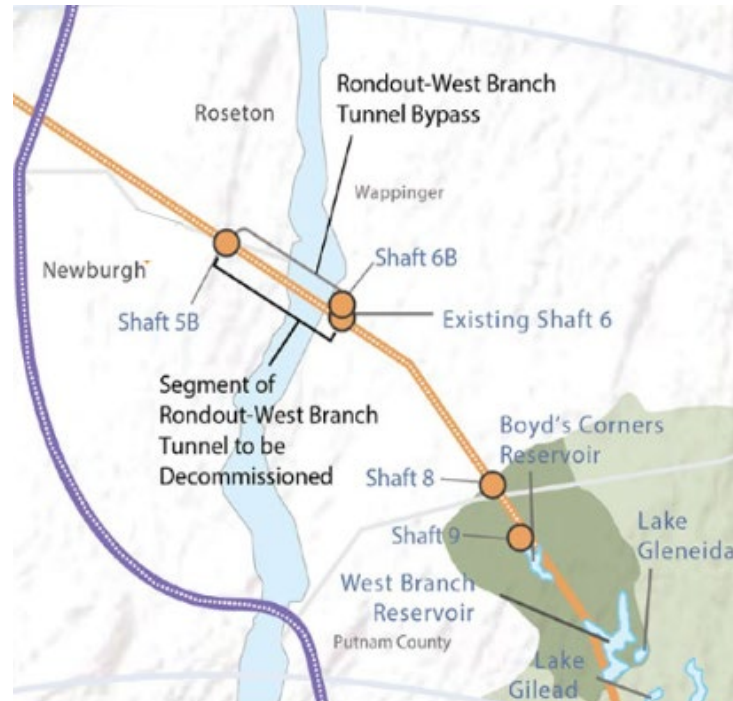 Rondout-West Branch
Tunnel Bypass
Roseton
Wappinger
Shaft 6B
Newburgh
Shaft 5B
Existing Shaft 6
Segment of
Rondout-West Branch
Tunnel to be
Decommissioned
Boyd's Corners
Reservoir
Shaft 8
Shaft 9
Lake
Gleneida
West Branch
Reservoir
Putnam County
Lake
Gilead